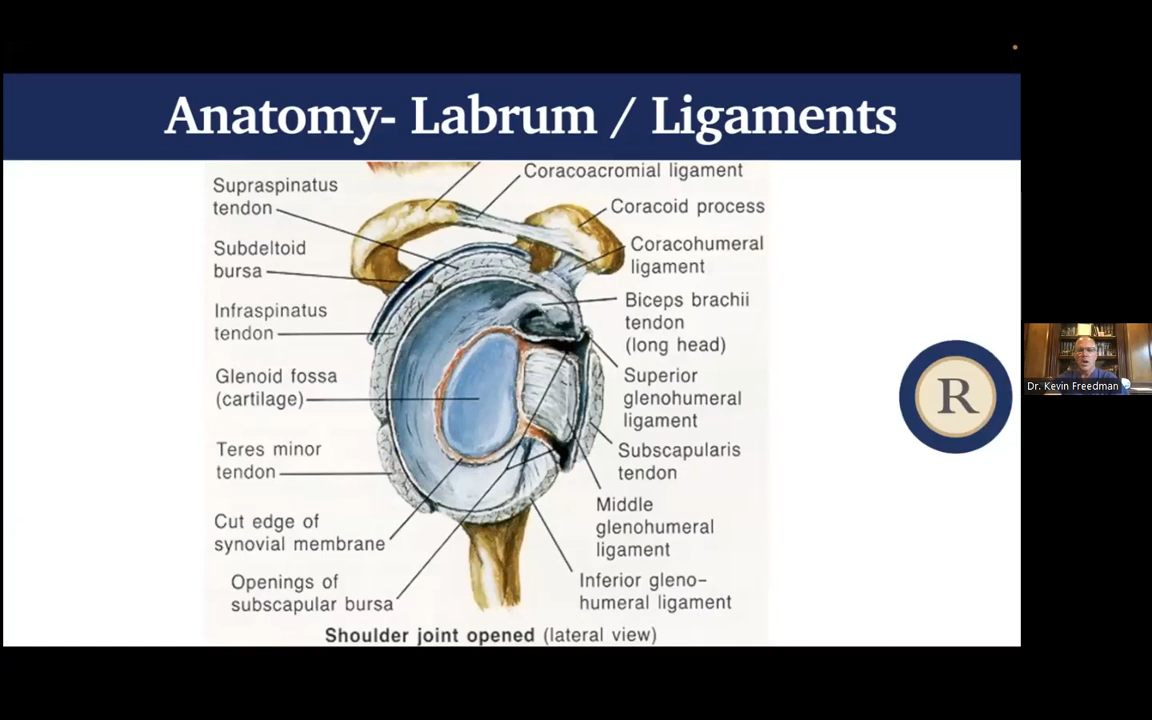 Anatomy- Labrum / Ligaments
Coracoacromial ligament
Supraspinatus
tendon
Coracoid process
Subdeltoid
bursa
Coracohumeral
ligament
Infraspinatus
tendon
Biceps brachii
tendon
(long head)
Glenoid fossa
(cartilage)
Superior
glenohumeral
ligament
Teres minor
tendon
Subscapularis
tendon
Cut edge of
synovial membrane
Middle
glenohumeral
ligament
Openings of
subscapular bursa
Inferior gleno-
humeral ligament
Shoulder joint opened (lateral view)
R
Dr. Kevin Freedman